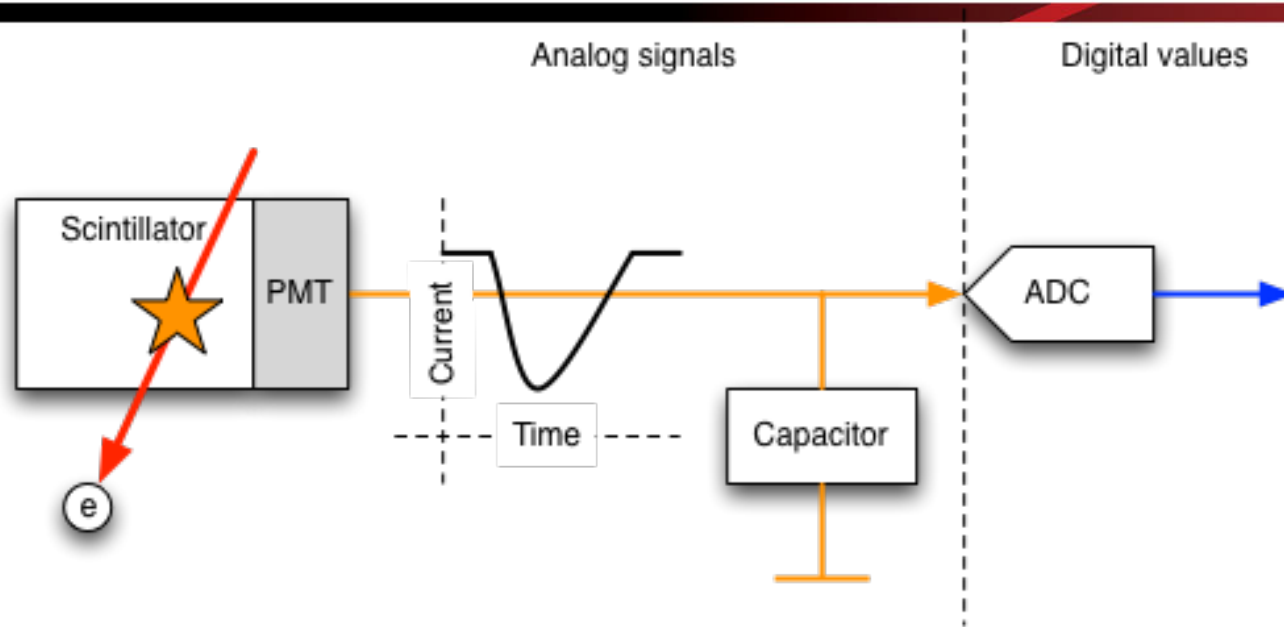 Analog signals
Digital values
Scintillator
PMT
Current
ADC
Time
Capacitor
e